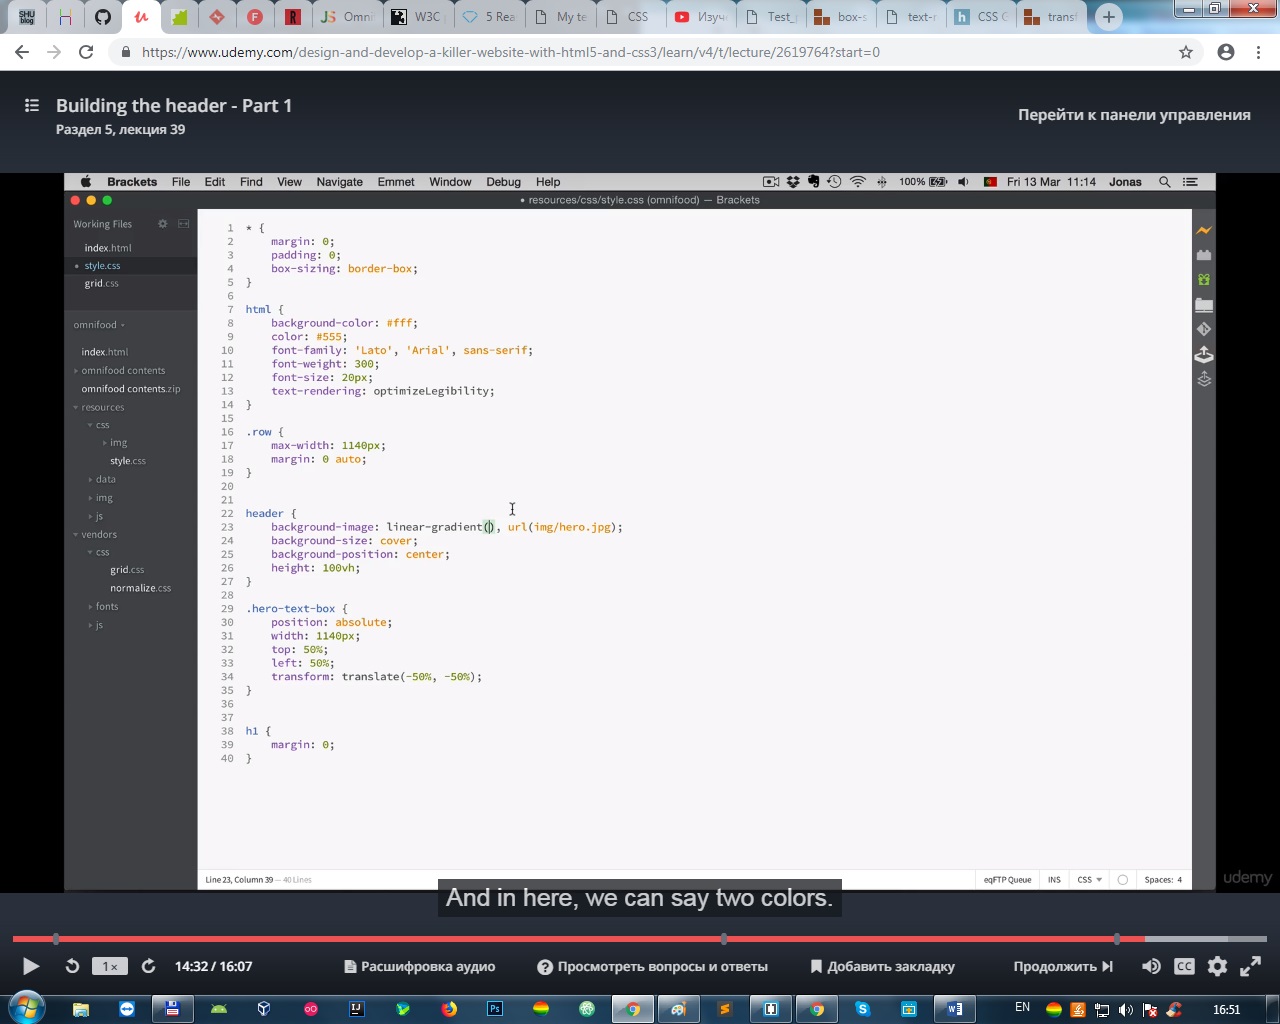 SHU
blog
JS Omni
W3C
5 Rea
My te
CSS
Изуч
Test_
box-s
text-
CSS G
transf
https://www.udemy.com/design-and-develop-a-killer-website-with-html5-and-css3/learn/v4/t/lecture/2619764?start=0
Building the header - Part 1
Раздел 5, лекция 39
Перейти к панели управления
Brackets File Edit Find View Navigate Emmet Window Debug Help
100% Fri 13 Mar 11:14 Jonas
• resources/css/style.css (omnifood) — Brackets
Working Files
index.html
• style.css
grid.css
omnifood
index.html
omnifood contents
omnifood contents.zip
resources
css
img
style.css
data
img
js
vendors
css
grid.css
normalize.css
fonts
js
1 * {
2 margin: 0;
3 padding: 0;
4 box-sizing: border-box;
5 }
6
7 html {
8 background-color: #fff;
9 color: #555;
10 font-family: 'Lato', 'Arial', sans-serif;
11 font-weight: 300;
12 font-size: 20px;
13 text-rendering: optimizeLegibility;
14 }
15
16 .row {
17 max-width: 1140px;
18 margin: 0 auto;
19 }
20
21
22 header {
23 background-image: linear-gradient(), url(img/hero.jpg);
24 background-size: cover;
25 background-position: center;
26 height: 100vh;
27 }
28
29 .hero-text-box {
30 position: absolute;
31 width: 1140px;
32 top: 50%;
33 left: 50%;
34 transform: translate(-50%, -50%);
35 }
36
37
38 h1 {
39 margin: 0;
40 }
Line 23, Column 39 — 40 Lines
eqFTP Queue INS CSS Spaces: 4
udemy
And in here, we can say two colors.
1× 14:32 / 16:07
Расшифровка аудио
Просмотреть вопросы и ответы
Добавить закладку
Продолжить
CC
EN 16:51